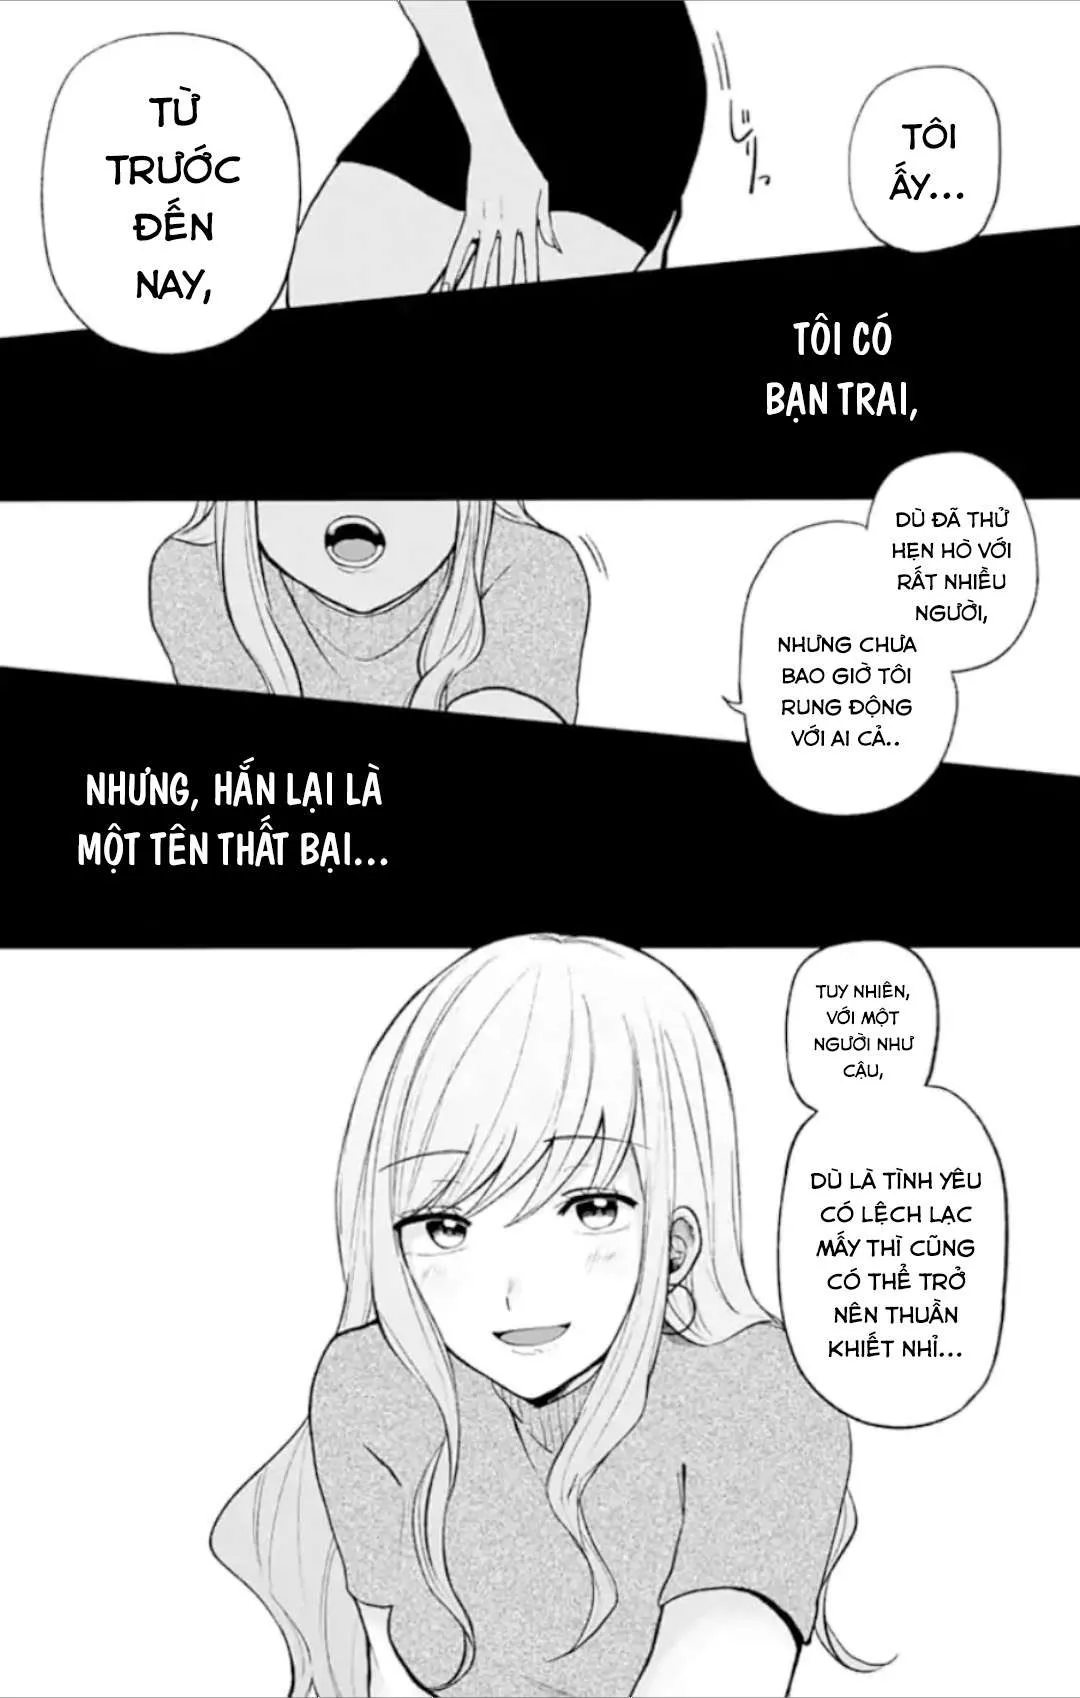 TÔI
ẤY...
TỪ
TRƯỚC
ĐẾN
NAY,
TÔI CÓ
BẠN TRAI,
DÙ ĐÃ THỬ
HẸN HÒ VỚI
RẤT NHIỀU
NGƯỜI,
NHƯNG CHƯA
BAO GIỜ TÔI
RUNG ĐỘNG
VỚI AI CẢ..
NHƯNG, HẮN LẠI LÀ
MỘT TÊN THẤT BẠI...
TUY NHIÊN,
VỚI MỘT
NGƯỜI NHƯ
CẬU,
DÙ LÀ TÌNH YÊU
CÓ LỆCH LẠC
MẤY THÌ CŨNG
CÓ THỂ TRỞ
NÊN THUẦN
KHIẾT NHỈ...